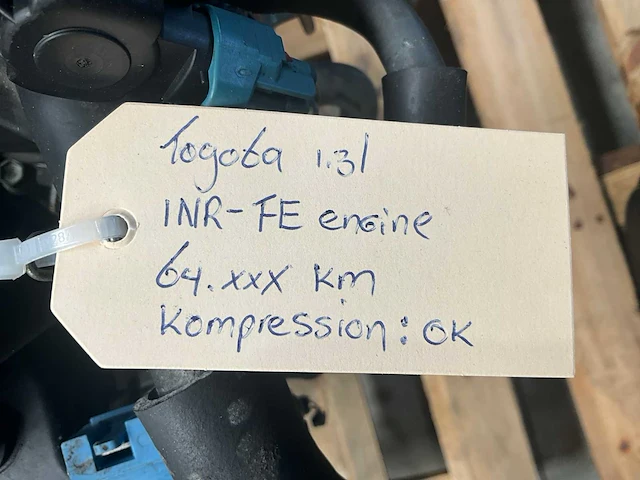 Toyota 1.3l
1NR-FE engine
64.xxx km
Kompression: OK